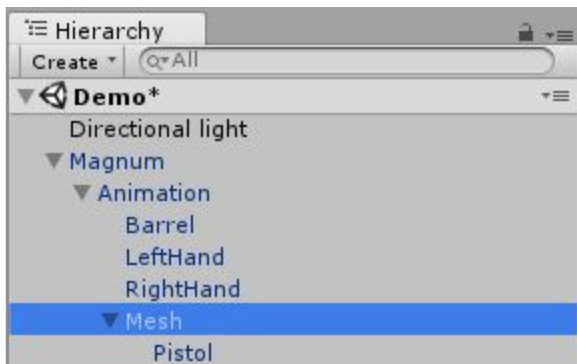 Hierarchy
Create All
Demo*
Directional light
Magnum
Animation
Barrel
LeftHand
RightHand
Mesh
Pistol